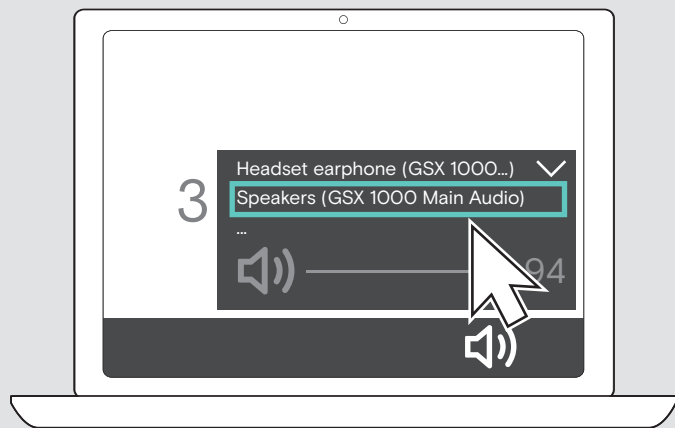 3
Headset earphone (GSX 1000...)
Speakers (GSX 1000 Main Audio)
...
94